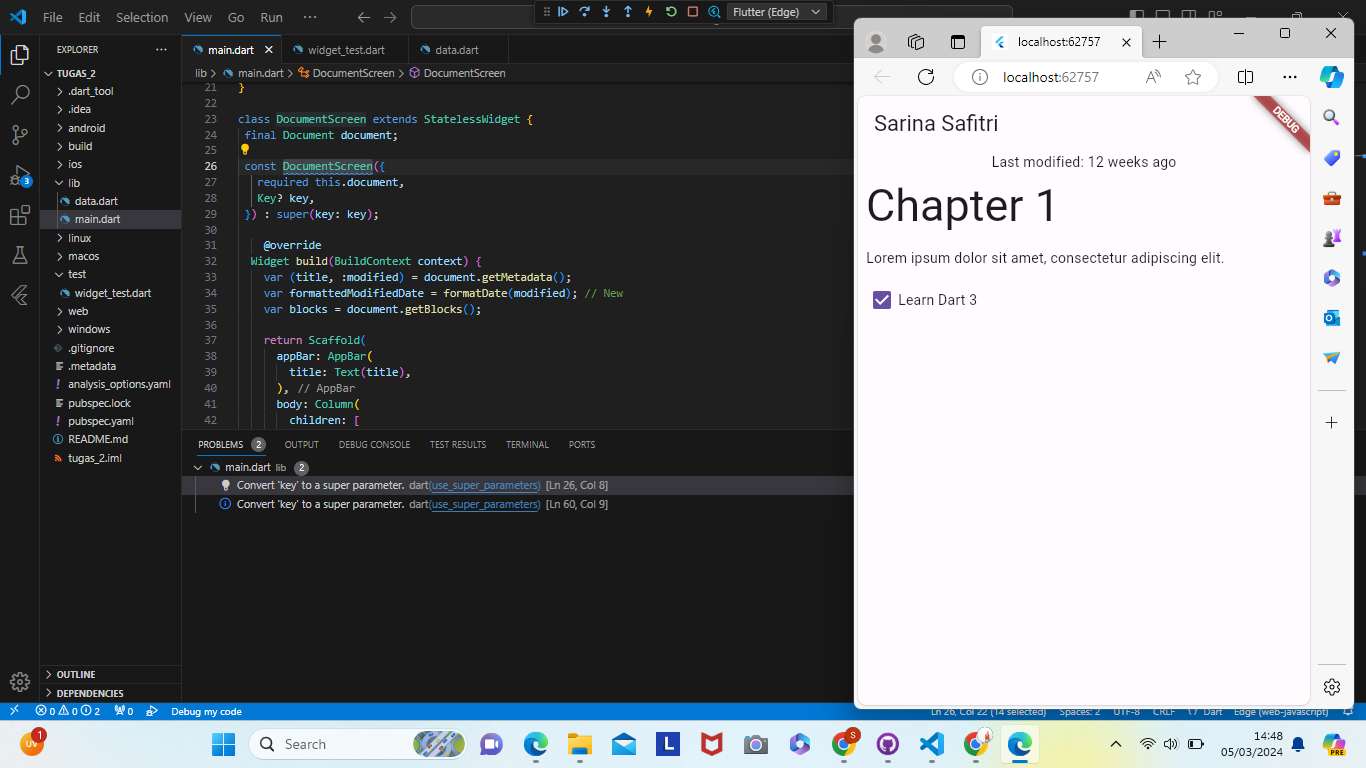 File Edit Selection View Go Run ···
Flutter (Edge)
EXPLORER ···
TUGAS_2
.dart_tool
.idea
android
build
ios
lib
data.dart
main.dart
linux
macos
test
widget_test.dart
web
windows
.gitignore
.metadata
analysis_options.yaml
pubspec.lock
pubspec.yaml
README.md
tugas_2.iml
OUTLINE
DEPENDENCIES
3
main.dart widget_test.dart data.dart
lib > main.dart > DocumentScreen > DocumentScreen
21 }
22
23 class DocumentScreen extends StatelessWidget {
24 final Document document;
25
26 const DocumentScreen({
27 required this.document,
28 Key? key,
29 }) : super(key: key);
30
31 @override
32 Widget build(BuildContext context) {
33 var (title, :modified) = document.getMetadata();
34 var formattedModifiedDate = formatDate(modified); // New
35 var blocks = document.getBlocks();
36
37 return Scaffold(
38 appBar: AppBar(
39 title: Text(title),
40 ), // AppBar
41 body: Column(
42 children: [
PROBLEMS 2 OUTPUT DEBUG CONSOLE TEST RESULTS TERMINAL PORTS
main.dart lib 2
Convert 'key' to a super parameter. dart(use_super_parameters) [Ln 26, Col 8]
Convert 'key' to a super parameter. dart(use_super_parameters) [Ln 60, Col 9]
localhost:62757
localhost:62757
DEBUG
Sarina Safitri
Last modified: 12 weeks ago
Chapter 1
Lorem ipsum dolor sit amet, consectetur adipiscing elit.
Learn Dart 3
0 0 2 0 Debug my code
Ln 26, Col 22 (14 selected) Spaces: 2 UTF-8 CRLF Dart Edge (web-javascript)
UV 1
Search
L
S
14:48
05/03/2024
PRE